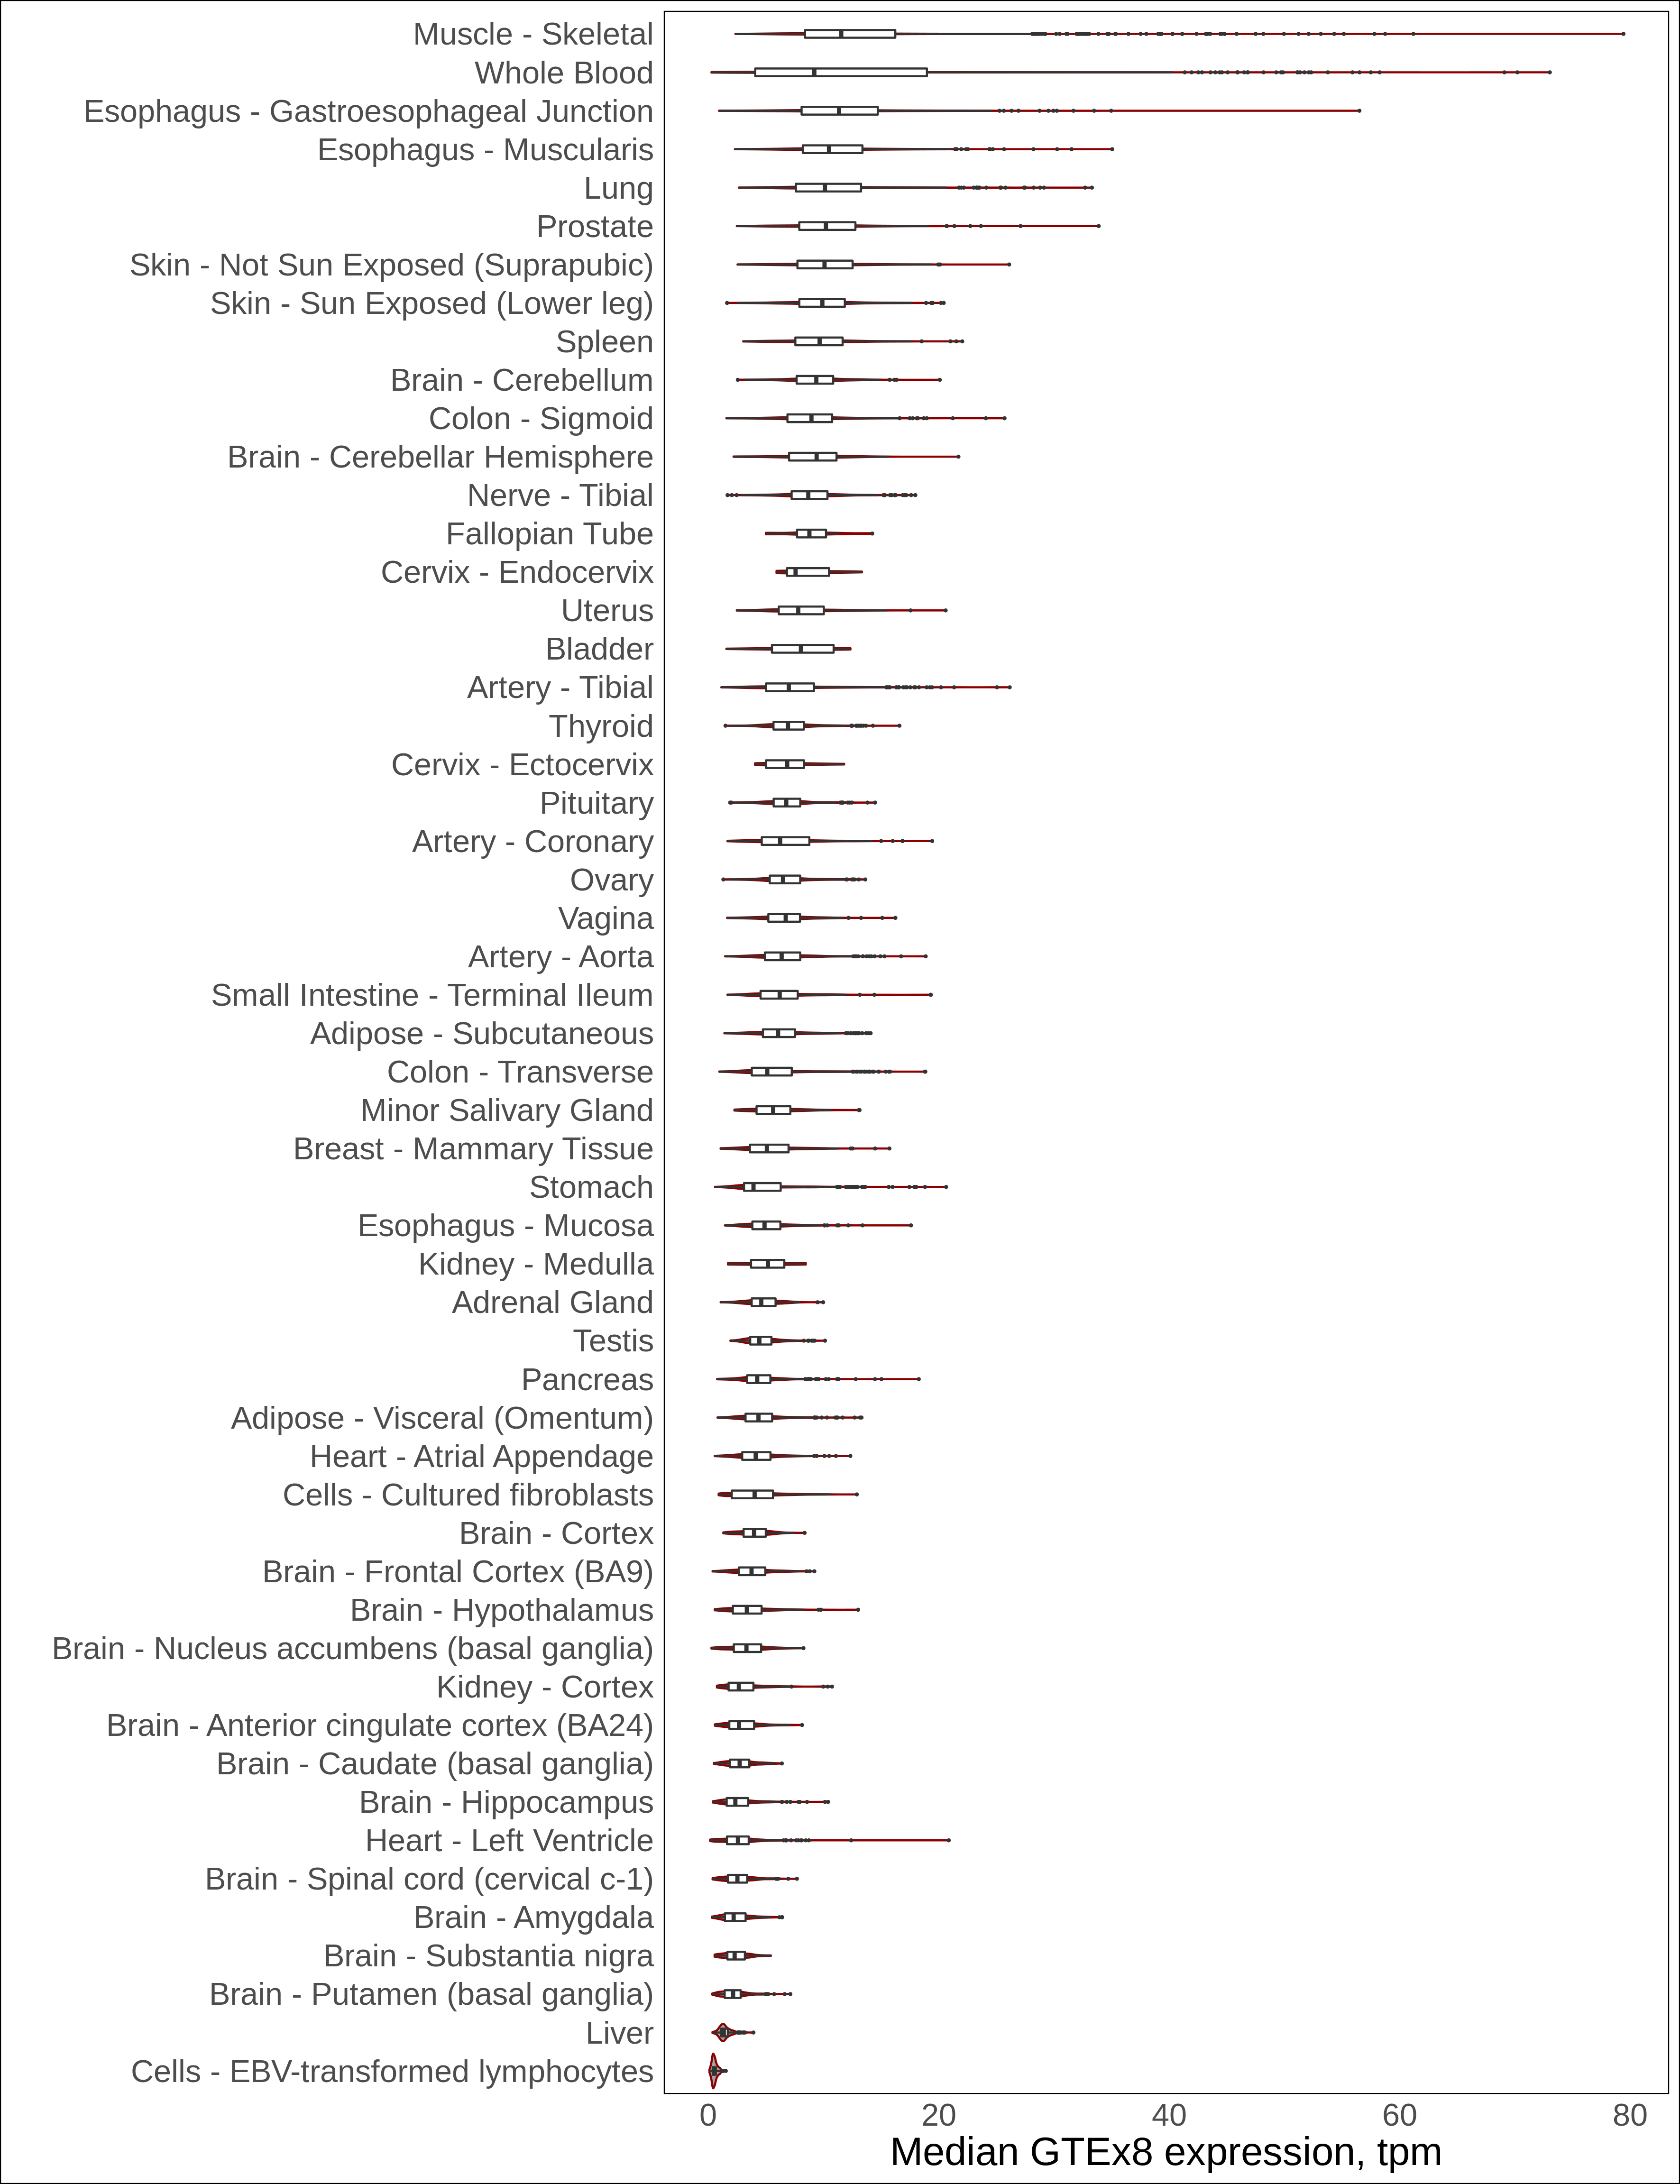 Muscle - Skeletal
Whole Blood
Esophagus - Gastroesophageal Junction
Esophagus - Muscularis
Lung
Prostate
Skin - Not Sun Exposed (Suprapubic)
Skin - Sun Exposed (Lower leg)
Spleen
Brain - Cerebellum
Colon - Sigmoid
Brain - Cerebellar Hemisphere
Nerve - Tibial
Fallopian Tube
Cervix - Endocervix
Uterus
Bladder
Artery - Tibial
Thyroid
Cervix - Ectocervix
Pituitary
Artery - Coronary
Ovary
Vagina
Artery - Aorta
Small Intestine - Terminal Ileum
Adipose - Subcutaneous
Colon - Transverse
Minor Salivary Gland
Breast - Mammary Tissue
Stomach
Esophagus - Mucosa
Kidney - Medulla
Adrenal Gland
Testis
Pancreas
Adipose - Visceral (Omentum)
Heart - Atrial Appendage
Cells - Cultured fibroblasts
Brain - Cortex
Brain - Frontal Cortex (BA9)
Brain - Hypothalamus
Brain - Nucleus accumbens (basal ganglia)
Kidney - Cortex
Brain - Anterior cingulate cortex (BA24)
Brain - Caudate (basal ganglia)
Brain - Hippocampus
Heart - Left Ventricle
Brain - Spinal cord (cervical c-1)
Brain - Amygdala
Brain - Substantia nigra
Brain - Putamen (basal ganglia)
Liver
Cells - EBV-transformed lymphocytes
0 20 40 60 80
Median GTEx8 expression, tpm